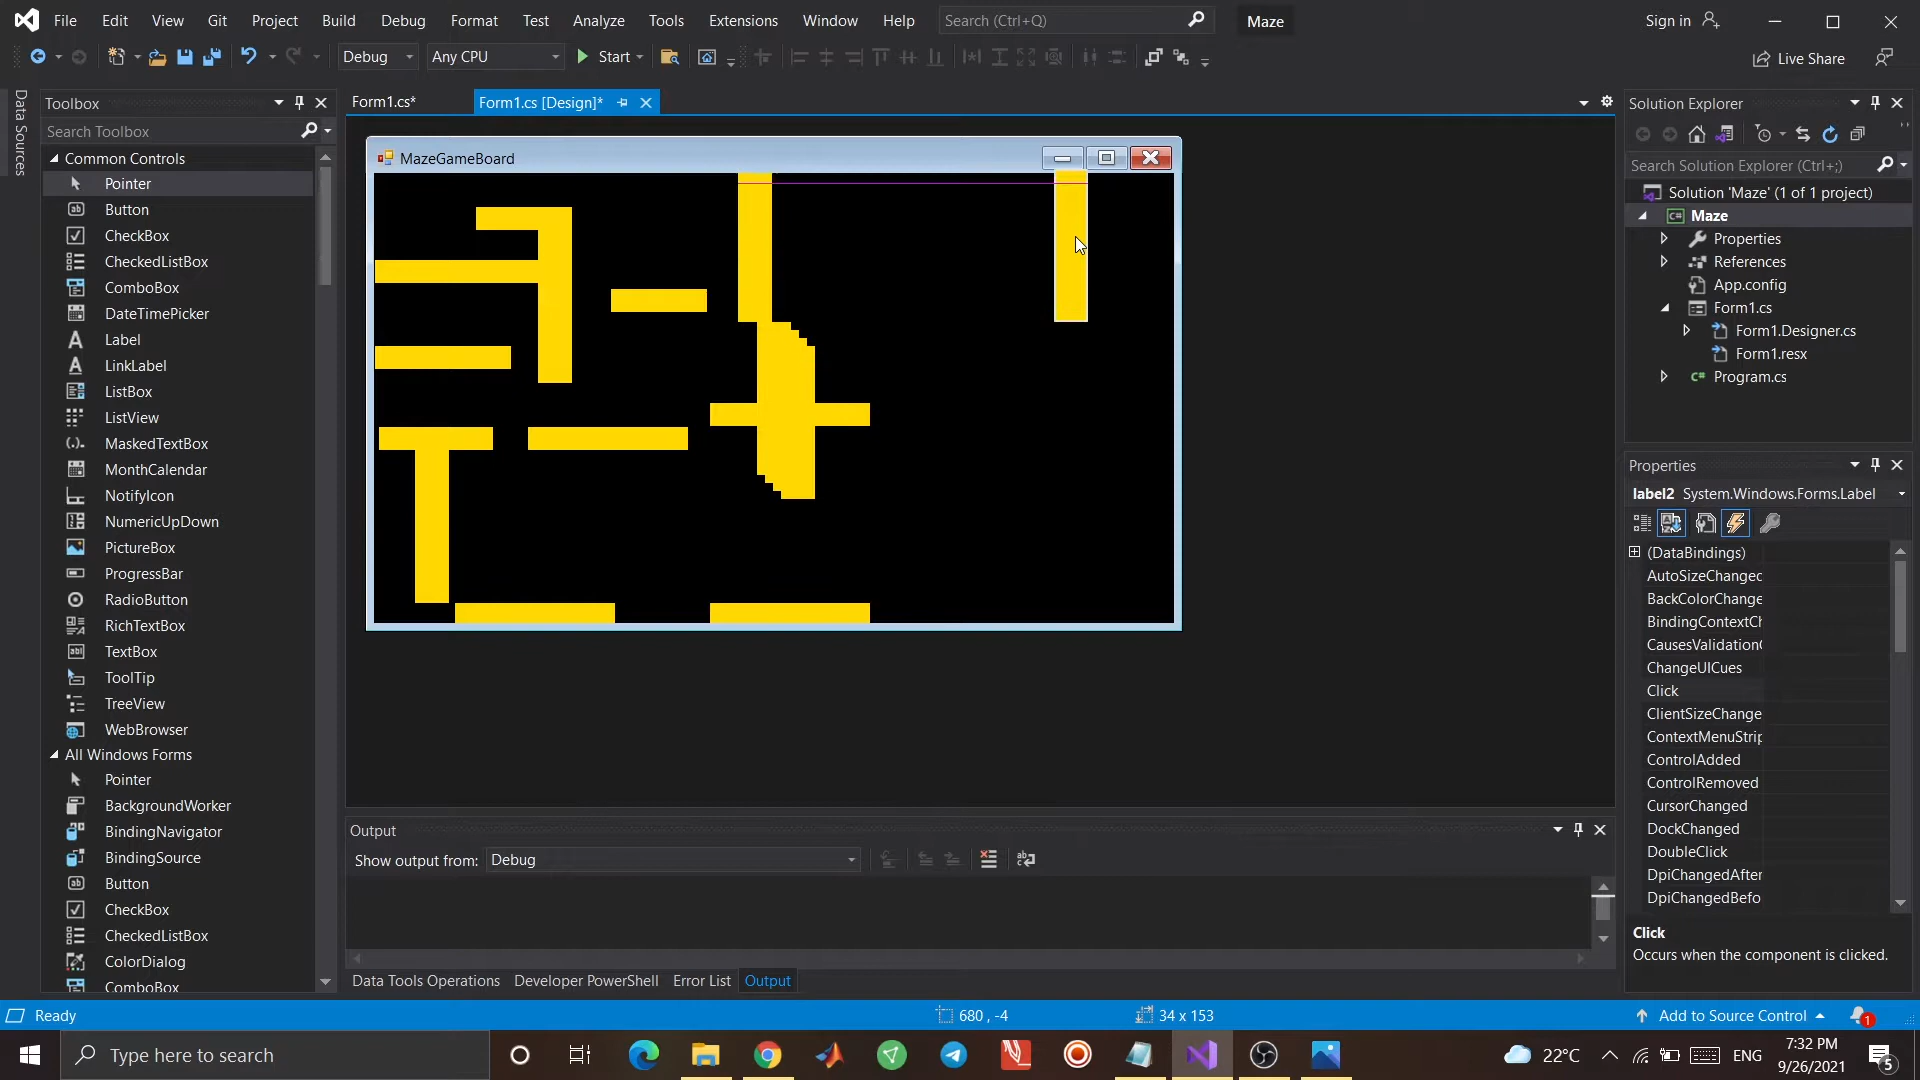 File Edit View Git Project Build Debug Format Test Analyze Tools Extensions Window Help Search (Ctrl+Q) Maze Sign in
Debug Any CPU Start Live Share
Data Sources
Toolbox
Search Toolbox
Common Controls
Pointer
Button
CheckBox
CheckedListBox
ComboBox
DateTimePicker
Label
LinkLabel
ListBox
ListView
MaskedTextBox
MonthCalendar
NotifyIcon
NumericUpDown
PictureBox
ProgressBar
RadioButton
RichTextBox
TextBox
ToolTip
TreeView
WebBrowser
All Windows Forms
Pointer
BackgroundWorker
BindingNavigator
BindingSource
Button
CheckBox
CheckedListBox
ColorDialog
ComboBox
Form1.cs* Form1.cs [Design]*
MazeGameBoard
Output
Show output from: Debug
Data Tools Operations Developer PowerShell Error List Output
Solution Explorer
Search Solution Explorer (Ctrl+;)
Solution 'Maze' (1 of 1 project)
Maze
Properties
References
App.config
Form1.cs
Form1.Designer.cs
Form1.resx
Program.cs
Properties
label2 System.Windows.Forms.Label
(DataBindings)
AutoSizeChanged
BackColorChange
BindingContextCh
CausesValidation
ChangeUICues
Click
ClientSizeChange
ContextMenuStrip
ControlAdded
ControlRemoved
CursorChanged
DockChanged
DoubleClick
DpiChangedAfter
DpiChangedBefo
Click
Occurs when the component is clicked.
Ready 680 , -4 34 x 153 Add to Source Control 1
Type here to search 22°C ENG 7:32 PM
9/26/2021 5